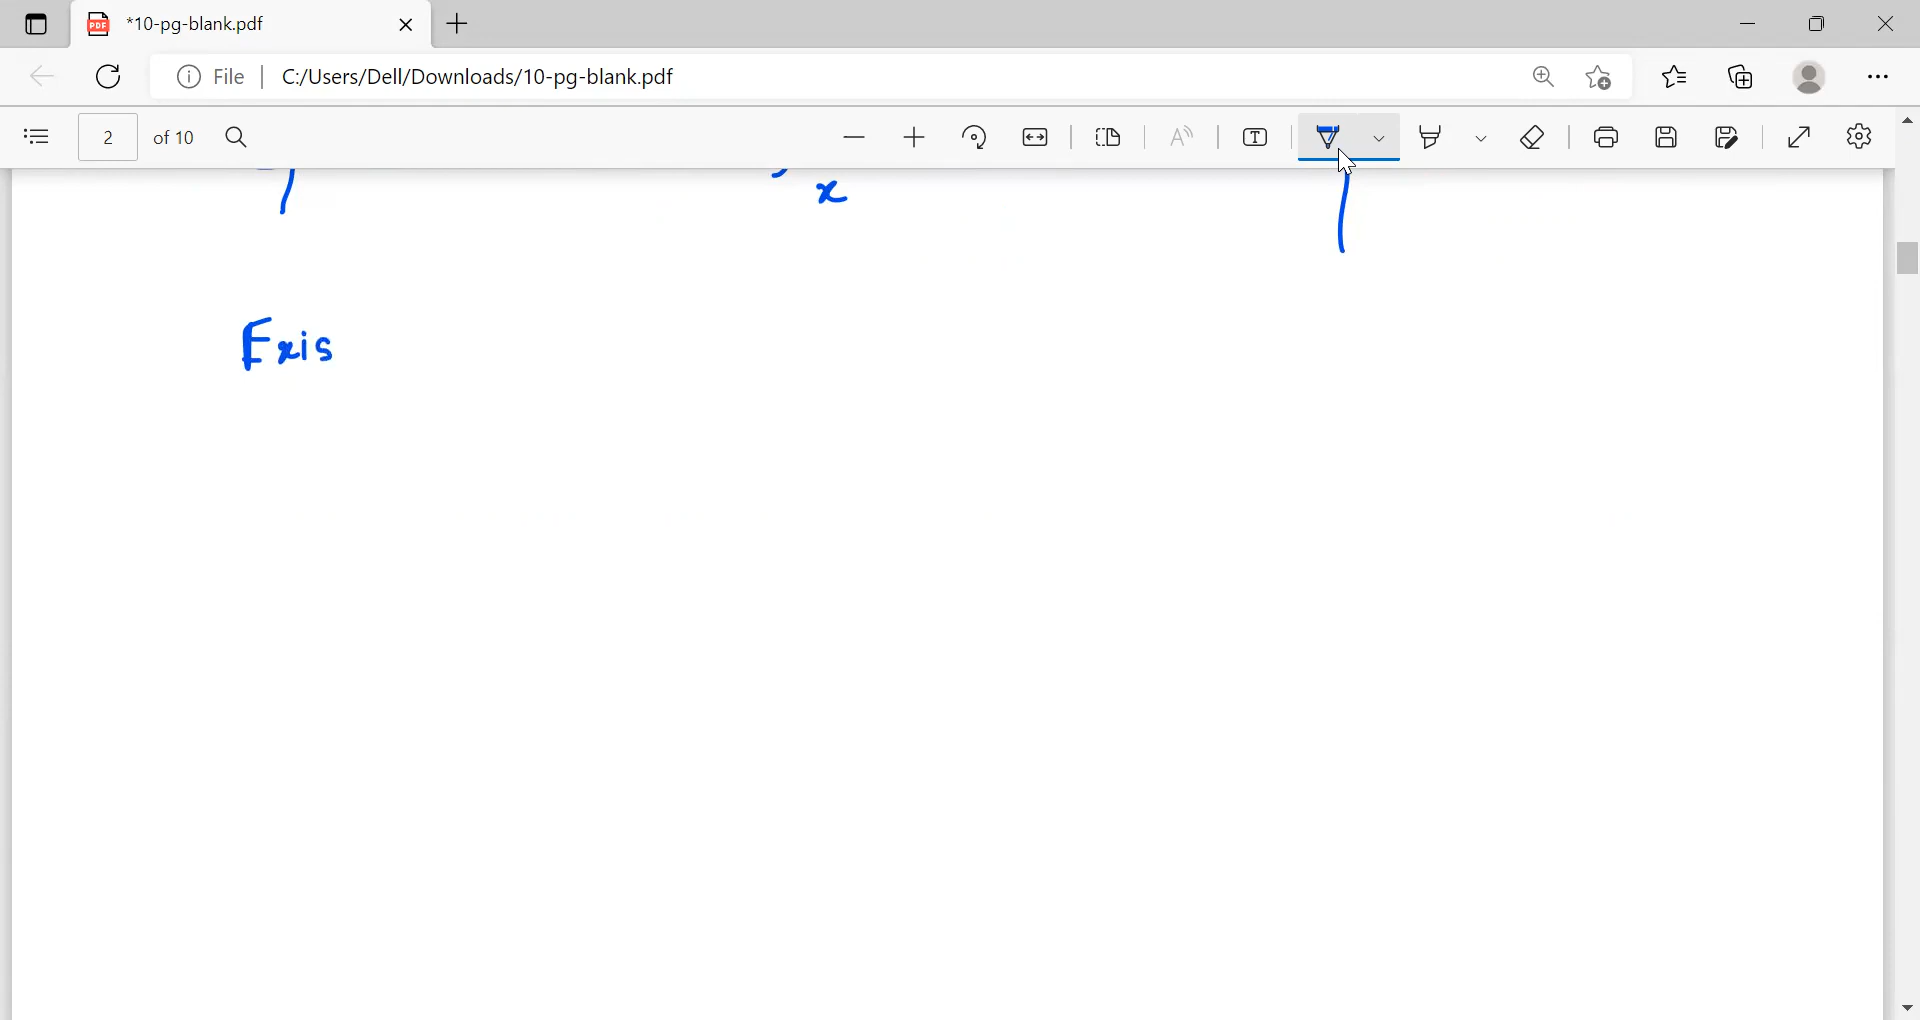 *10-pg-blank.pdf
File | C:/Users/Dell/Downloads/10-pg-blank.pdf
2 of 10
x
Exis